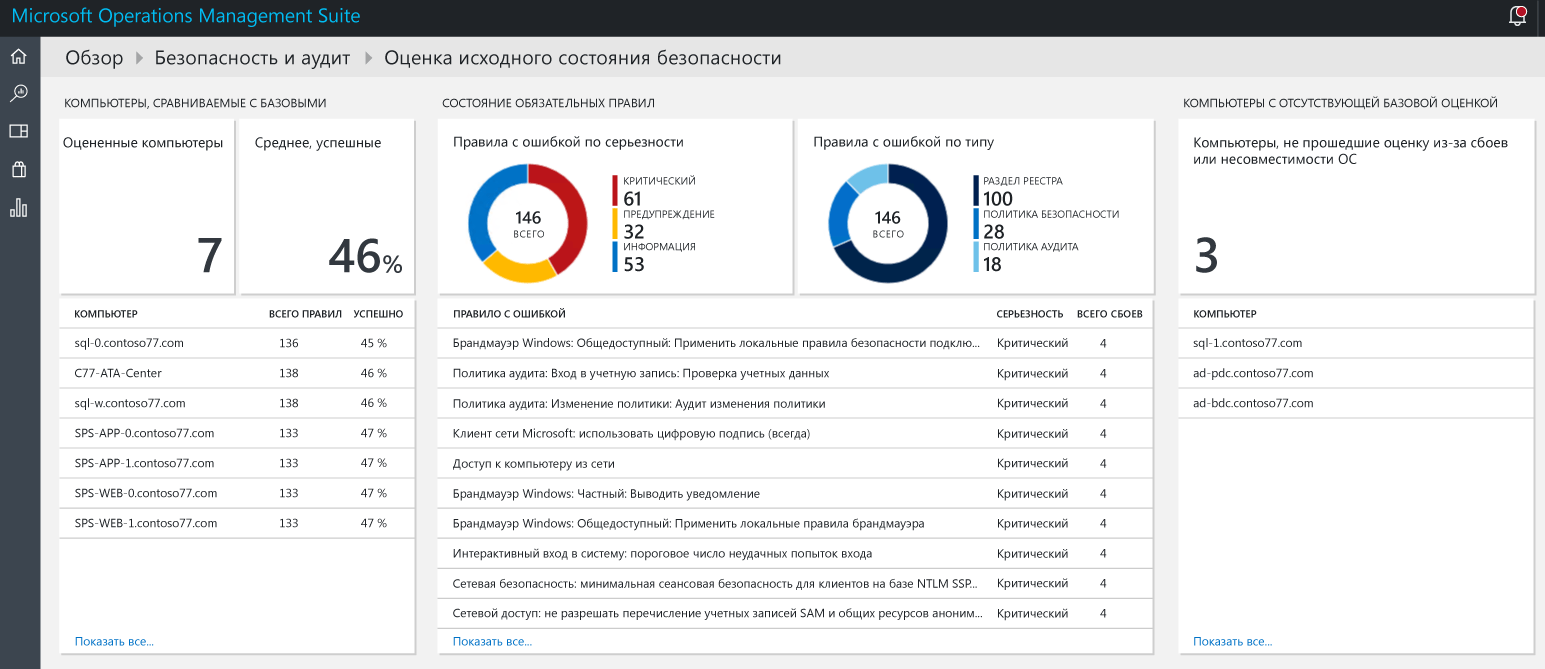 Microsoft Operations Management Suite
Обзор Безопасность и аудит Оценка исходного состояния безопасности
КОМПЬЮТЕРЫ, СРАВНИВАЕМЫЕ С БАЗОВЫМИ
Оцененные компьютеры
7
Среднее, успешные
46%
КОМПЬЮТЕР ВСЕГО ПРАВИЛ УСПЕШНО
sql-0.contoso77.com 136 45 %
C77-ATA-Center 138 46 %
sql-w.contoso77.com 138 46 %
SPS-APP-0.contoso77.com 133 47 %
SPS-APP-1.contoso77.com 133 47 %
SPS-WEB-0.contoso77.com 133 47 %
SPS-WEB-1.contoso77.com 133 47 %
Показать все...
СОСТОЯНИЕ ОБЯЗАТЕЛЬНЫХ ПРАВИЛ
Правила с ошибкой по серьезности
146
ВСЕГО
КРИТИЧЕСКИЙ
61
ПРЕДУПРЕЖДЕНИЕ
32
ИНФОРМАЦИЯ
53
Правила с ошибкой по типу
146
ВСЕГО
РАЗДЕЛ РЕЕСТРА
100
ПОЛИТИКА БЕЗОПАСНОСТИ
28
ПОЛИТИКА АУДИТА
18
ПРАВИЛО С ОШИБКОЙ СЕРЬЕЗНОСТЬ ВСЕГО СБОЕВ
Брандмауэр Windows: Общедоступный: Применить локальные правила безопасности подклю... Критический 4
Политика аудита: Вход в учетную запись: Проверка учетных данных Критический 4
Политика аудита: Изменение политики: Аудит изменения политики Критический 4
Клиент сети Microsoft: использовать цифровую подпись (всегда) Критический 4
Доступ к компьютеру из сети Критический 4
Брандмауэр Windows: Частный: Выводить уведомление Критический 4
Брандмауэр Windows: Общедоступный: Применить локальные правила брандмауэра Критический 4
Интерактивный вход в систему: пороговое число неудачных попыток входа Критический 4
Сетевая безопасность: минимальная сеансовая безопасность для клиентов на базе NTLM SSP... Критический 4
Сетевой доступ: не разрешать перечисление учетных записей SAM и общих ресурсов аноним... Критический 4
Показать все...
КОМПЬЮТЕРЫ С ОТСУТСТВУЮЩЕЙ БАЗОВОЙ ОЦЕНКОЙ
Компьютеры, не прошедшие оценку из-за сбоев
или несовместимости ОС
3
КОМПЬЮТЕР
sql-1.contoso77.com
ad-pdc.contoso77.com
ad-bdc.contoso77.com
Показать все...